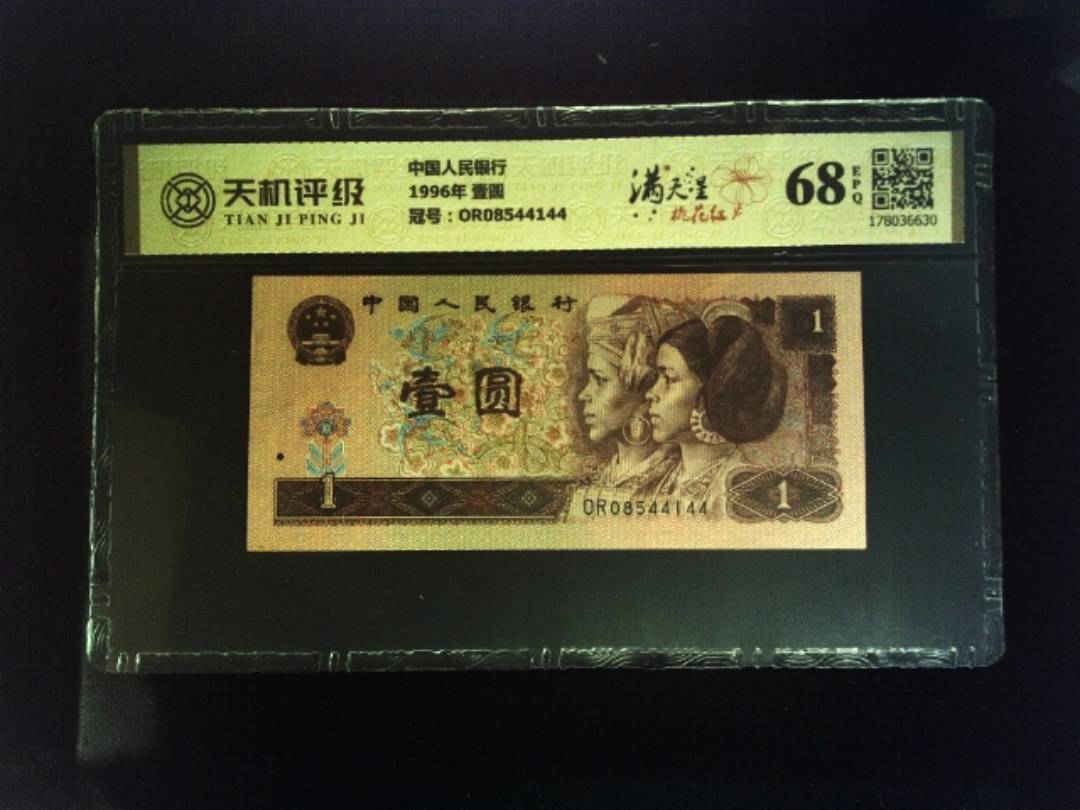 天机评级
TIAN JI PING JI
中国人民银行
1996年 壹圆
冠号：OR08544144
满天星
桃花红
68
EPQ
178036630
中国人民银行
1
壹圆
1
OR08544144
1